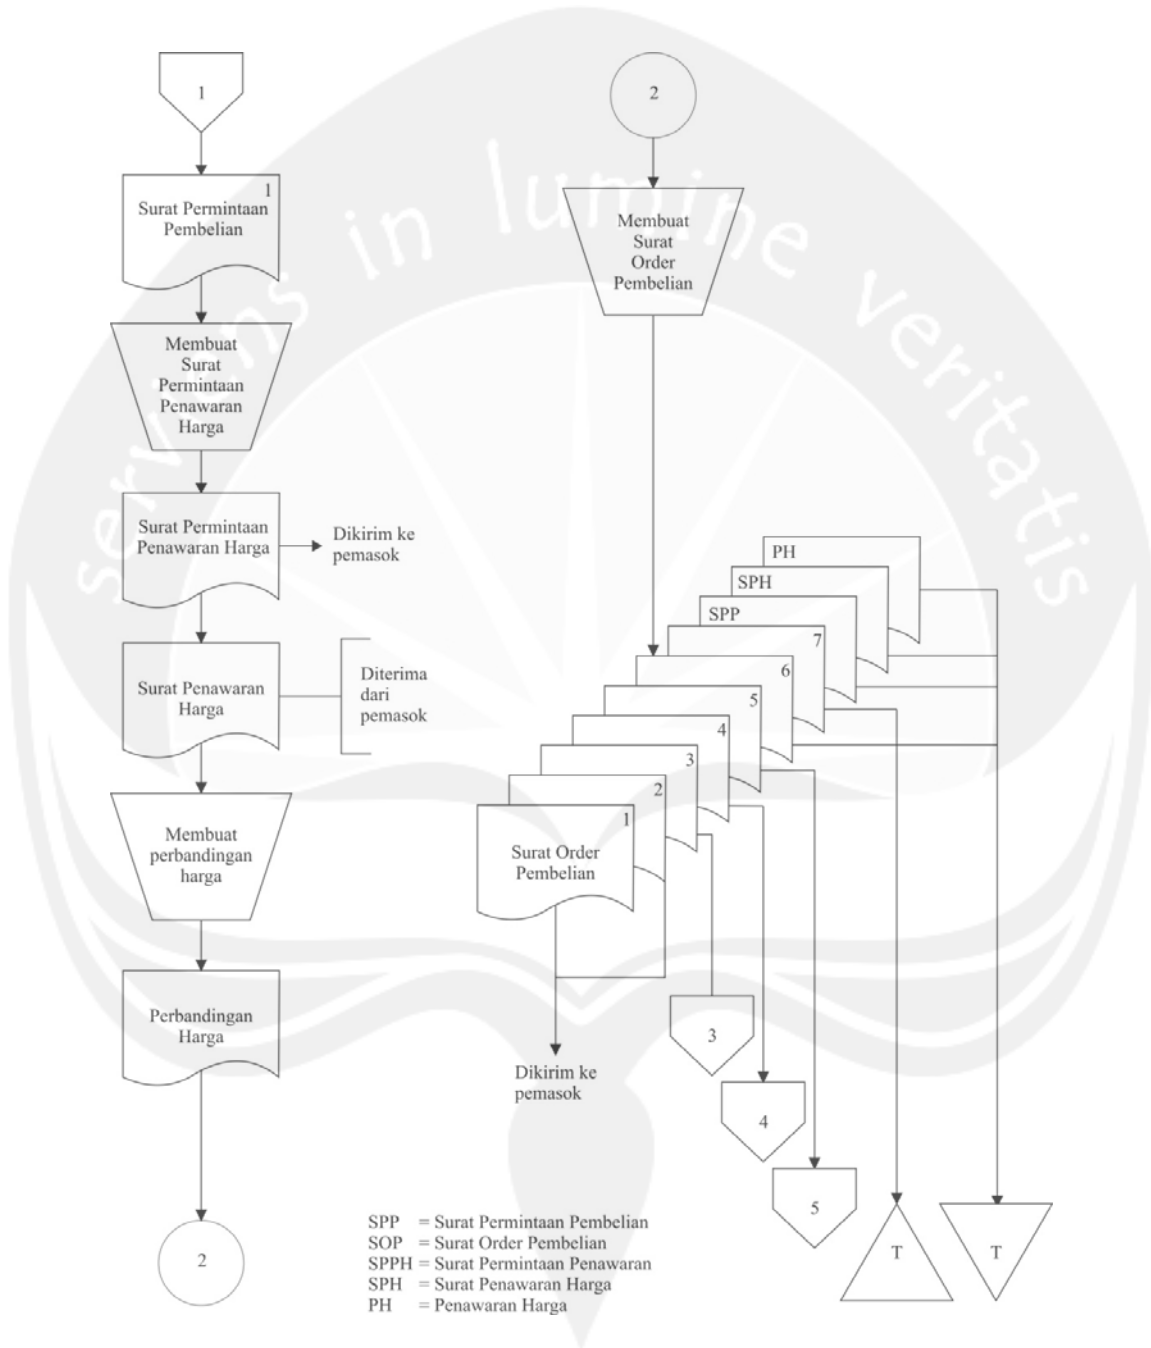 1
1
Surat Permintaan
Pembelian
Membuat
Surat
Permintaan
Penawaran
Harga
Surat Permintaan
Penawaran Harga
Dikirim ke
pemasok
Surat Penawaran
Harga
Diterima
dari
pemasok
Membuat
perbandingan
harga
Perbandingan
Harga
2
2
Membuat
Surat
Order
Pembelian
PH
SPH
SPP
7
6
5
4
3
2
1
Surat Order
Pembelian
Dikirim ke
pemasok
3
4
5
T
T
SPP = Surat Permintaan Pembelian
SOP = Surat Order Pembelian
SPPH = Surat Permintaan Penawaran
SPH = Surat Penawaran Harga
PH = Penawaran Harga
serviens in lumine veritatis